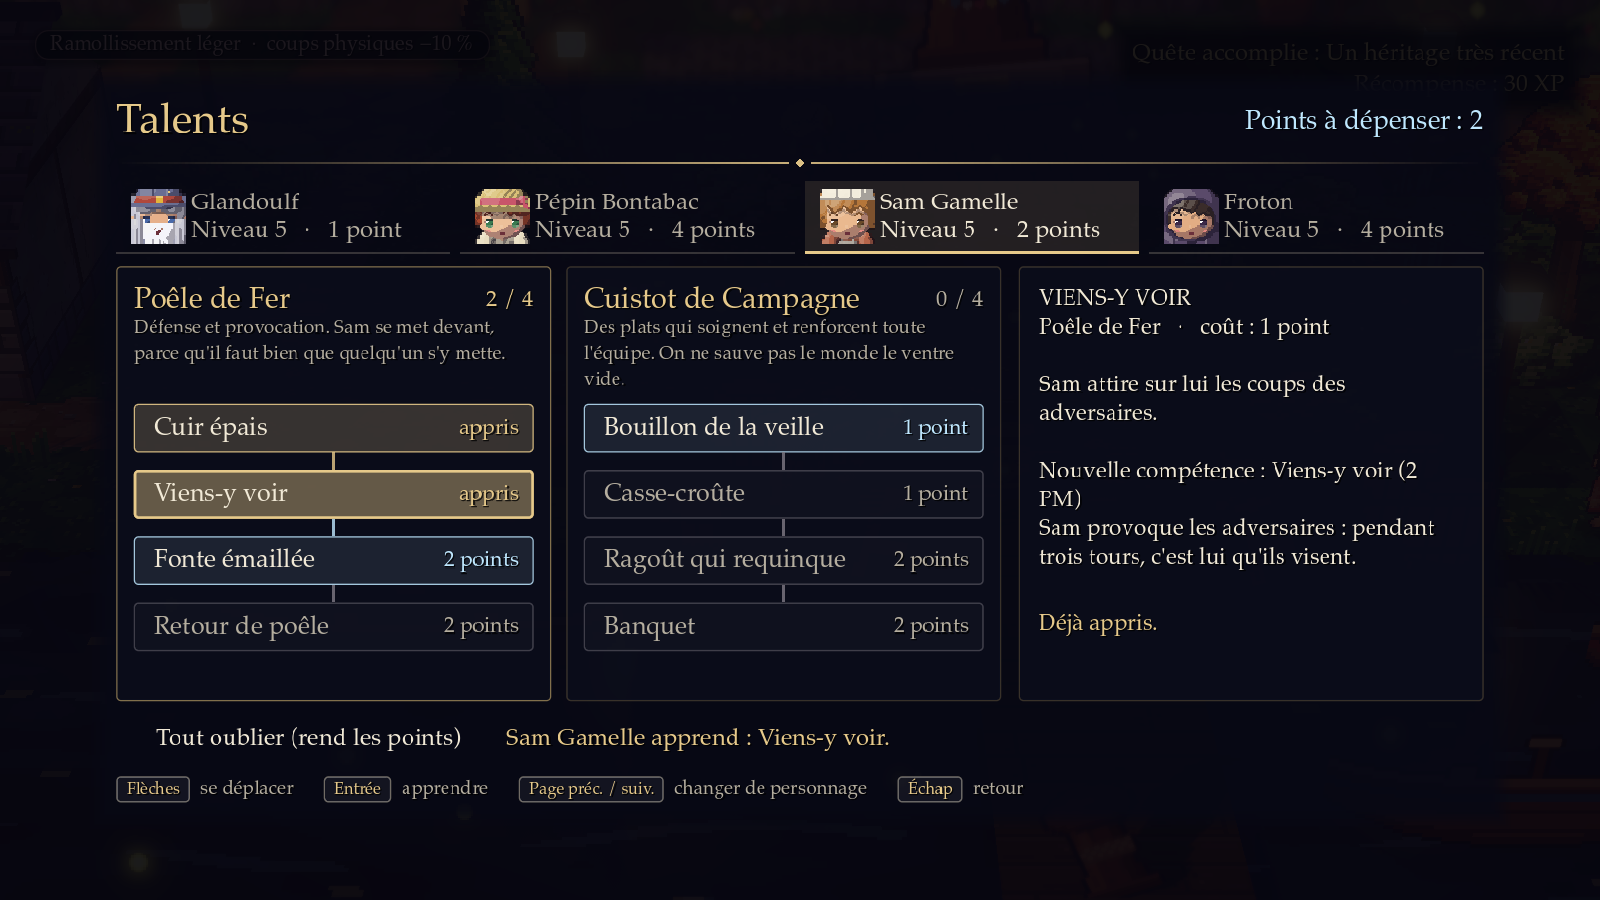 Ramollissement léger · coups physiques −10 %
Quête accomplie : Un héritage très récent
Récompense : 30 XP
Talents
Points à dépenser : 2
Glandoulf
Niveau 5 · 1 point
Pépin Bontabac
Niveau 5 · 4 points
Sam Gamelle
Niveau 5 · 2 points
Froton
Niveau 5 · 4 points
Poêle de Fer 2 / 4
Défense et provocation. Sam se met devant,
parce qu'il faut bien que quelqu'un s'y mette.
Cuir épais appris
Viens-y voir appris
Fonte émaillée 2 points
Retour de poêle 2 points
Cuistot de Campagne 0 / 4
Des plats qui soignent et renforcent toute
l'équipe. On ne sauve pas le monde le ventre
vide.
Bouillon de la veille 1 point
Casse-croûte 1 point
Ragoût qui requinque 2 points
Banquet 2 points
VIENS-Y VOIR
Poêle de Fer · coût : 1 point
Sam attire sur lui les coups des
adversaires.
Nouvelle compétence : Viens-y voir (2
PM)
Sam provoque les adversaires : pendant
trois tours, c'est lui qu'ils visent.
Déjà appris.
Tout oublier (rend les points) Sam Gamelle apprend : Viens-y voir.
Flèches se déplacer Entrée apprendre Page préc. / suiv. changer de personnage Échap retour